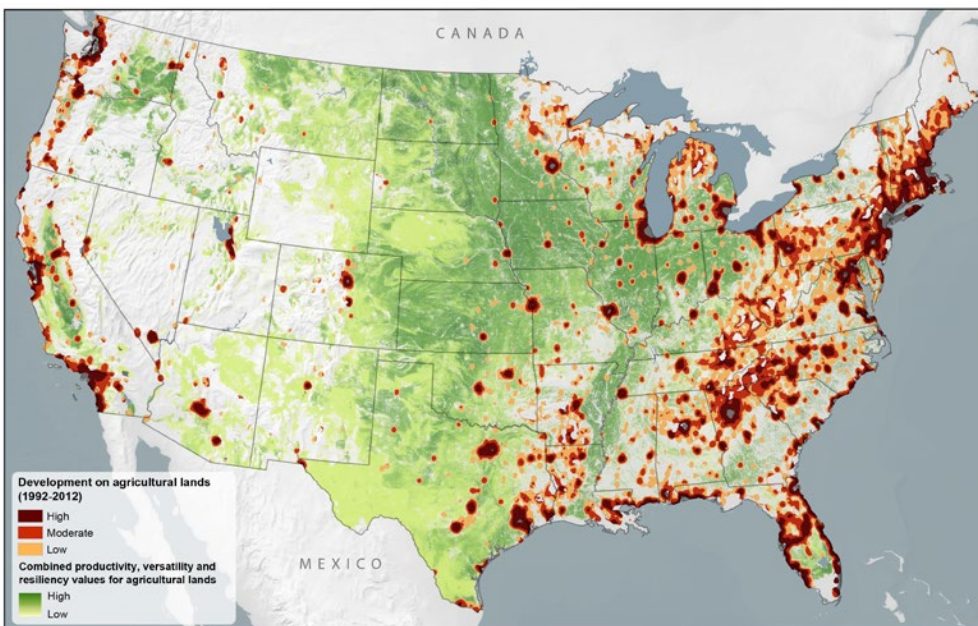 CANADA
MEXICO
Development on agricultural lands
(1992-2012)
High
Moderate
Low
Combined productivity, versatility and
resiliency values for agricultural lands
High
Low